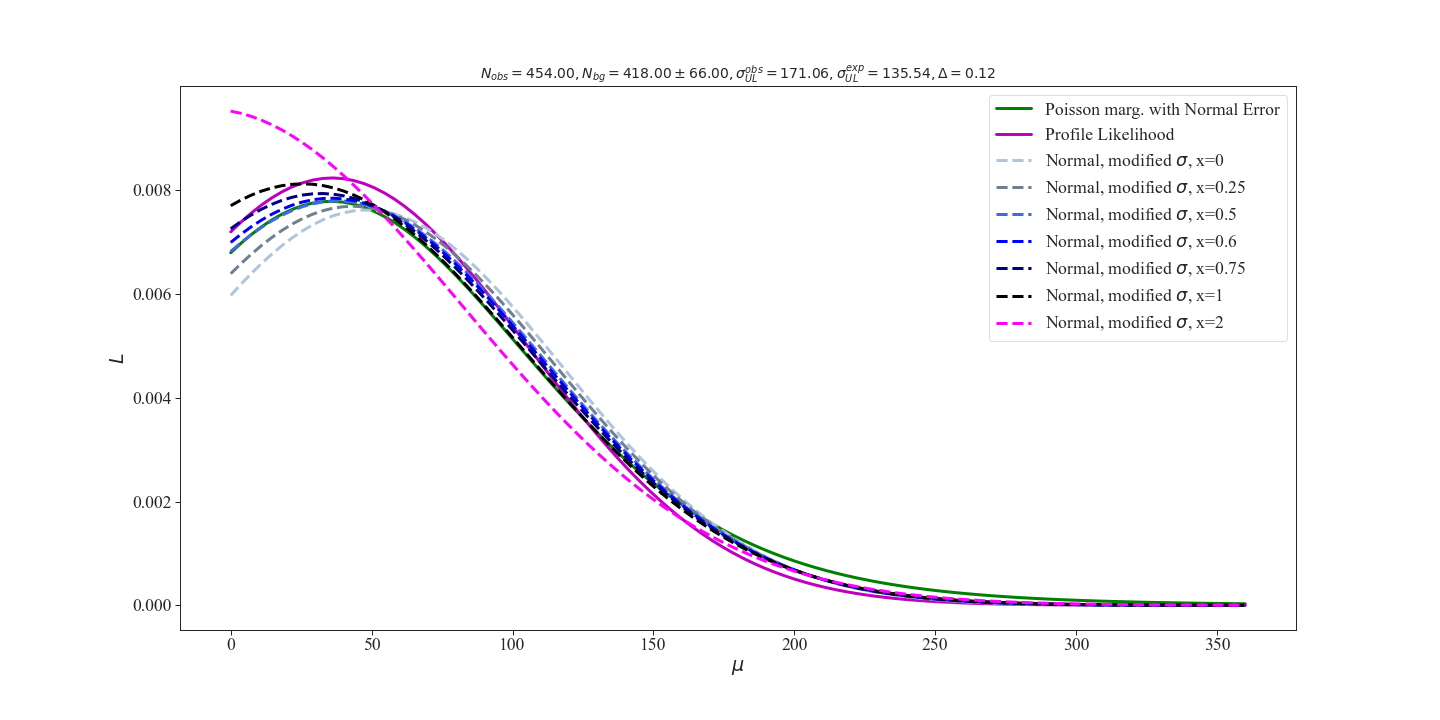 N_obs = 454.00, N_bg = 418.00 ± 66.00, σ_UL^obs = 171.06, σ_UL^exp = 135.54, Δ = 0.12
Poisson marg. with Normal Error
Profile Likelihood
Normal, modified σ, x=0
Normal, modified σ, x=0.25
Normal, modified σ, x=0.5
Normal, modified σ, x=0.6
Normal, modified σ, x=0.75
Normal, modified σ, x=1
Normal, modified σ, x=2
0.008
0.006
0.004
0.002
0.000
L
0 50 100 150 200 250 300 350
μ